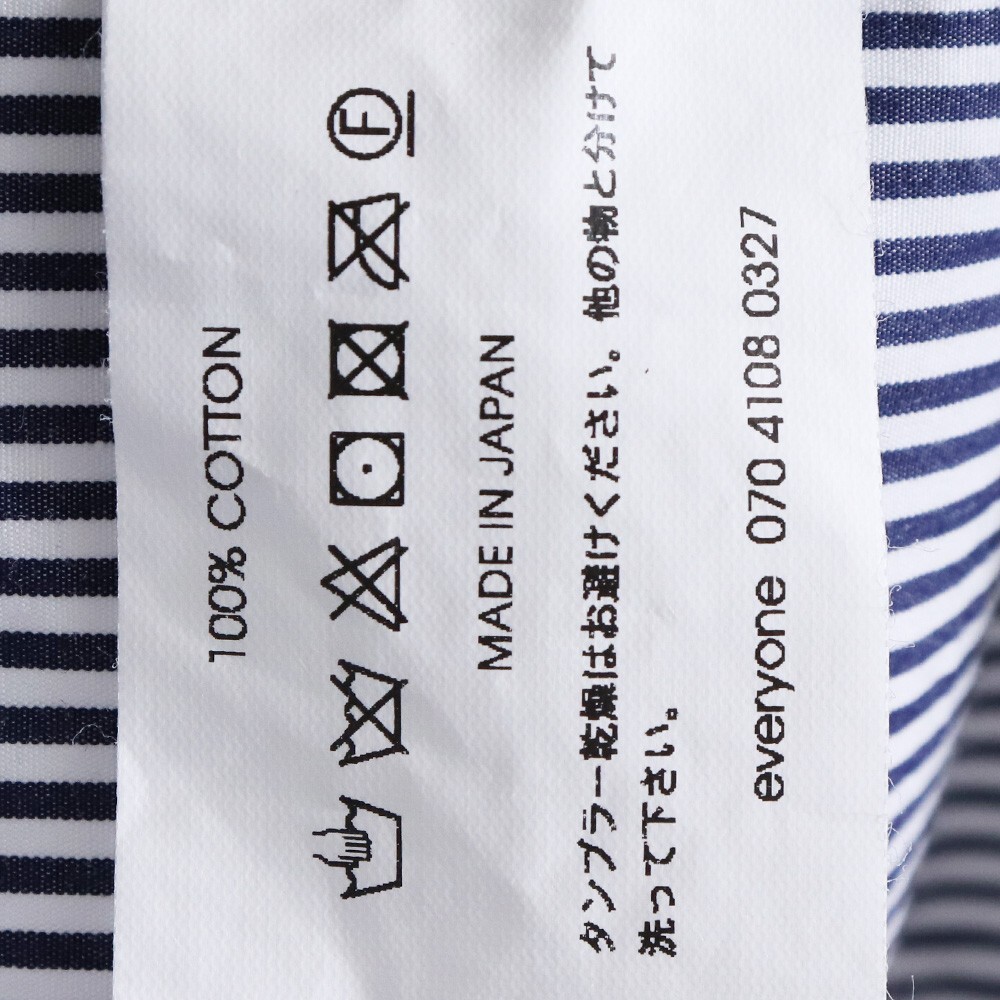 100% COTTON
F
MADE IN JAPAN
タンブラー乾燥はお避けください。他の物と分けて
洗って下さい。
everyone 070 4108 0327